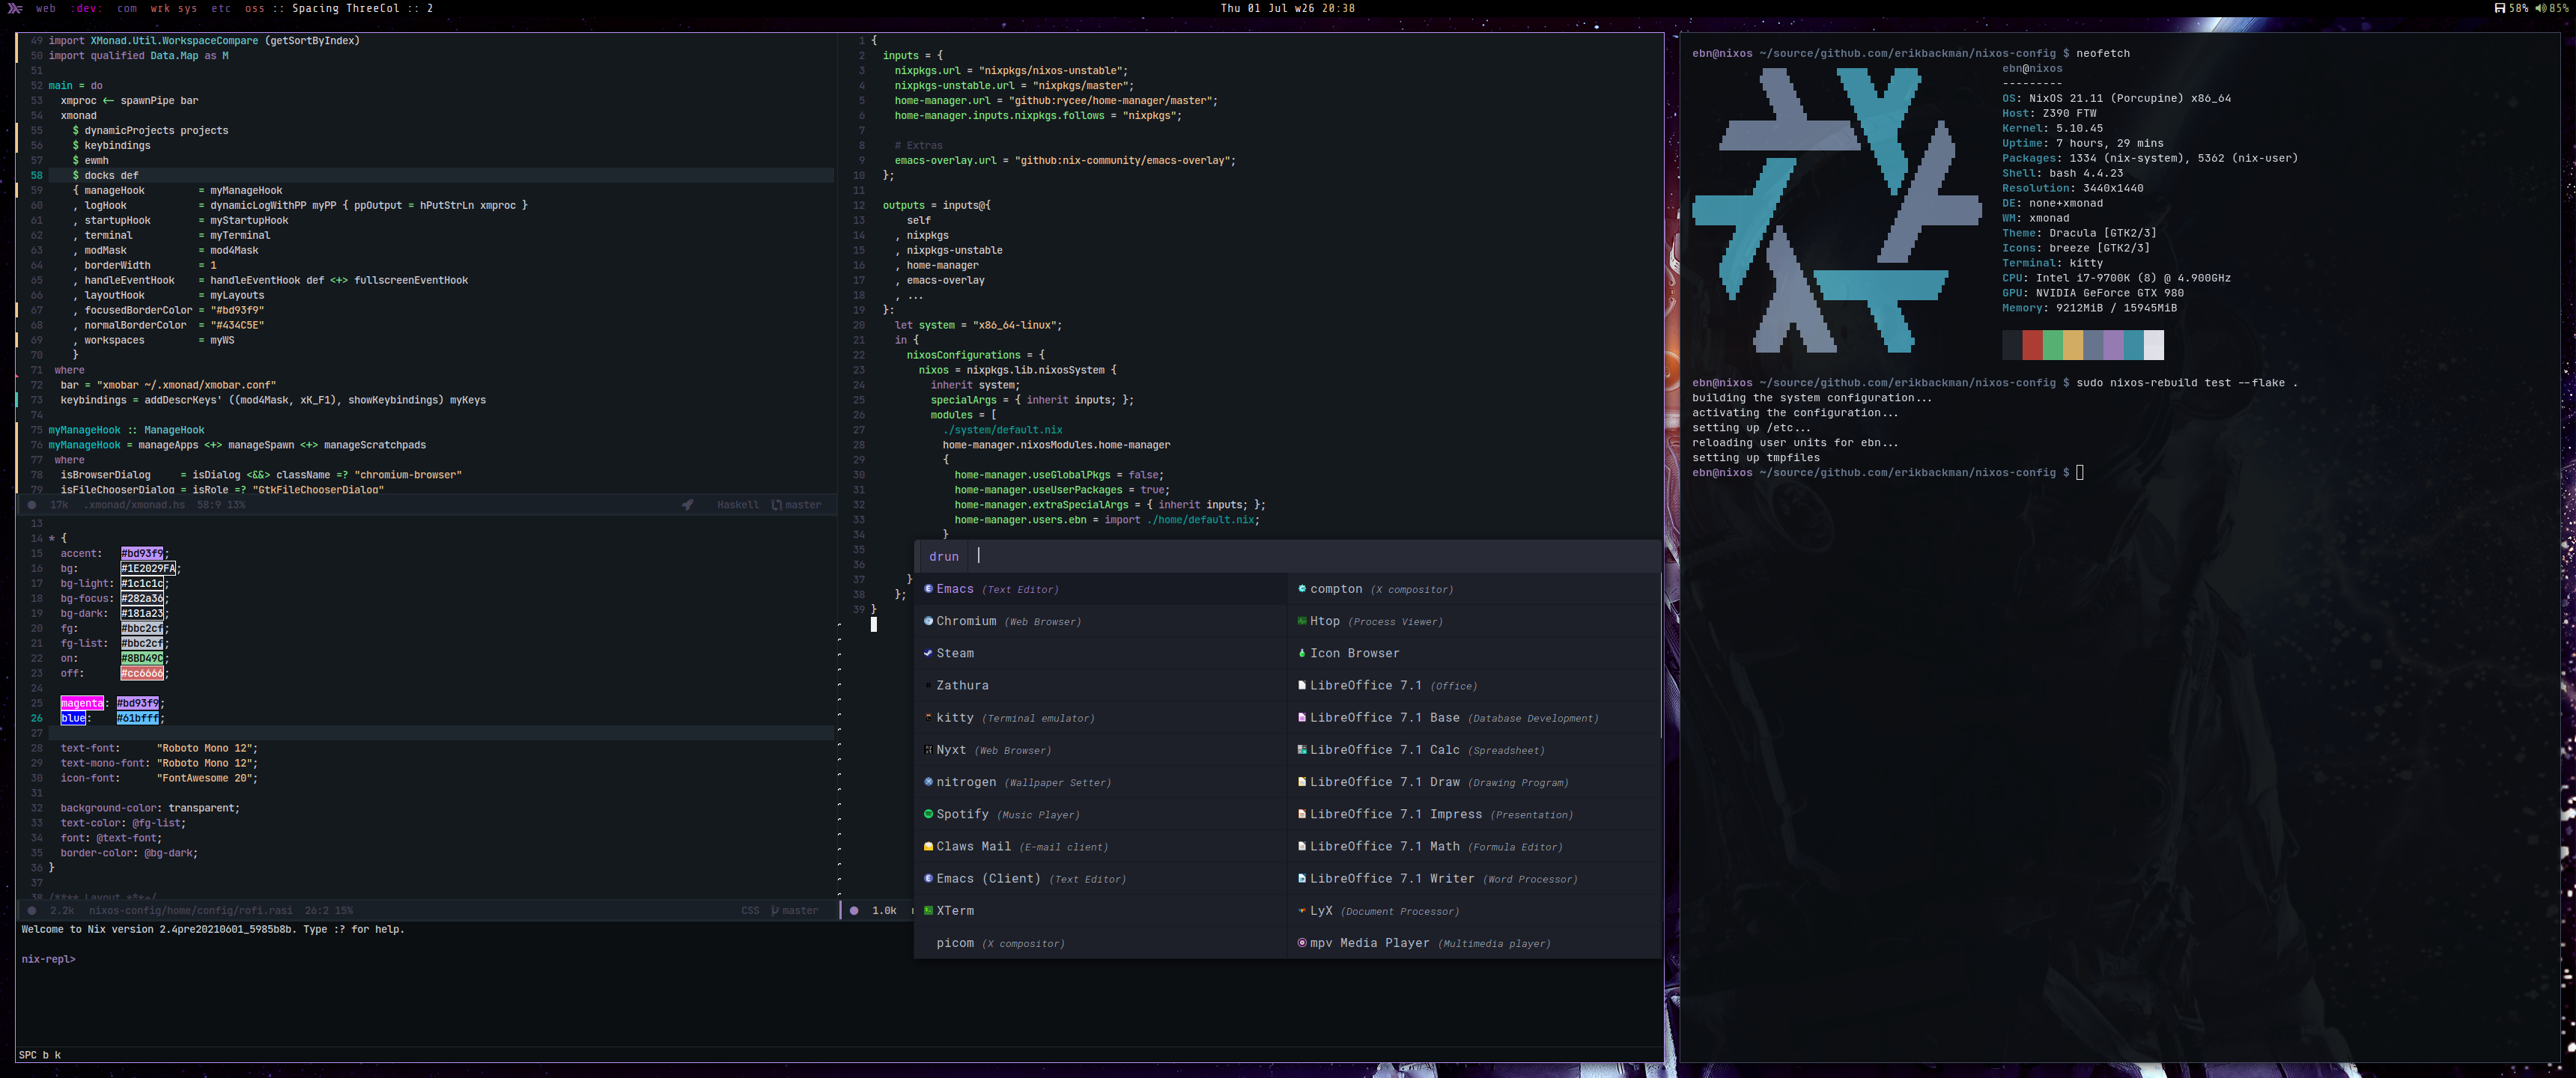 web :dev: com wrk sys etc oss :: Spacing ThreeCol :: 2
Thu 01 Jul w26 20:38
58% 85%
49 import XMonad.Util.WorkspaceCompare (getSortByIndex)
50 import qualified Data.Map as M
51
52 main = do
53 xmproc <- spawnPipe bar
54 xmonad
55 $ dynamicProjects projects
56 $ keybindings
57 $ ewmh
58 $ docks def
59 { manageHook = myManageHook
60 , logHook = dynamicLogWithPP myPP { ppOutput = hPutStrLn xmproc }
61 , startupHook = myStartupHook
62 , terminal = myTerminal
63 , modMask = mod4Mask
64 , borderWidth = 1
65 , handleEventHook = handleEventHook def <+> fullscreenEventHook
66 , layoutHook = myLayouts
67 , focusedBorderColor = "#bd93f9"
68 , normalBorderColor = "#434C5E"
69 , workspaces = myWS
70 }
71 where
72 bar = "xmobar ~/.xmonad/xmobar.conf"
73 keybindings = addDescrKeys' ((mod4Mask, xK_F1), showKeybindings) myKeys
74
75 myManageHook :: ManageHook
76 myManageHook = manageApps <+> manageSpawn <+> manageScratchpads
77 where
78 isBrowserDialog = isDialog <&&> className =? "chromium-browser"
79 isFileChooserDialog = isRole =? "GtkFileChooserDialog"
17k .xmonad/xmonad.hs 58:9 13% Haskell master
13
14 * {
15 accent: #bd93f9;
16 bg: #1E2029FA;
17 bg-light: #1c1c1c;
18 bg-focus: #282a36;
19 bg-dark: #181a23;
20 fg: #bbc2cf;
21 fg-list: #bbc2cf;
22 on: #8BD49C;
23 off: #cc6666;
24
25 magenta: #bd93f9;
26 blue: #61bfff;
27
28 text-font: "Roboto Mono 12";
29 text-mono-font: "Roboto Mono 12";
30 icon-font: "FontAwesome 20";
31
32 background-color: transparent;
33 text-color: @fg-list;
34 font: @text-font;
35 border-color: @bg-dark;
36 }
37
38 /**** Layout ****/
2.2k nixos-config/home/config/rofi.rasi 26:2 15% CSS master
Welcome to Nix version 2.4pre20210601_5985b8b. Type :? for help.
nix-repl>
SPC b k
1 {
2 inputs = {
3 nixpkgs.url = "nixpkgs/nixos-unstable";
4 nixpkgs-unstable.url = "nixpkgs/master";
5 home-manager.url = "github:rycee/home-manager/master";
6 home-manager.inputs.nixpkgs.follows = "nixpkgs";
7
8 # Extras
9 emacs-overlay.url = "github:nix-community/emacs-overlay";
10 };
11
12 outputs = inputs@{
13 self
14 , nixpkgs
15 , nixpkgs-unstable
16 , home-manager
17 , emacs-overlay
18 , ...
19 }:
20 let system = "x86_64-linux";
21 in {
22 nixosConfigurations = {
23 nixos = nixpkgs.lib.nixosSystem {
24 inherit system;
25 specialArgs = { inherit inputs; };
26 modules = [
27 ./system/default.nix
28 home-manager.nixosModules.home-manager
29 {
30 home-manager.useGlobalPkgs = false;
31 home-manager.useUserPackages = true;
32 home-manager.extraSpecialArgs = { inherit inputs; };
33 home-manager.users.ebn = import ./home/default.nix;
34 }
35
36
37 }
38 };
39 }
1.0k
drun
Emacs (Text Editor)
Chromium (Web Browser)
Steam
Zathura
kitty (Terminal emulator)
Nyxt (Web Browser)
nitrogen (Wallpaper Setter)
Spotify (Music Player)
Claws Mail (E-mail client)
Emacs (Client) (Text Editor)
XTerm
picom (X compositor)
compton (X compositor)
Htop (Process Viewer)
Icon Browser
LibreOffice 7.1 (Office)
LibreOffice 7.1 Base (Database Development)
LibreOffice 7.1 Calc (Spreadsheet)
LibreOffice 7.1 Draw (Drawing Program)
LibreOffice 7.1 Impress (Presentation)
LibreOffice 7.1 Math (Formula Editor)
LibreOffice 7.1 Writer (Word Processor)
LyX (Document Processor)
mpv Media Player (Multimedia player)
ebn@nixos ~/source/github.com/erikbackman/nixos-config $ neofetch
ebn@nixos
---------
OS: NixOS 21.11 (Porcupine) x86_64
Host: Z390 FTW
Kernel: 5.10.45
Uptime: 7 hours, 29 mins
Packages: 1334 (nix-system), 5362 (nix-user)
Shell: bash 4.4.23
Resolution: 3440x1440
DE: none+xmonad
WM: xmonad
Theme: Dracula [GTK2/3]
Icons: breeze [GTK2/3]
Terminal: kitty
CPU: Intel i7-9700K (8) @ 4.900GHz
GPU: NVIDIA GeForce GTX 980
Memory: 9212MiB / 15945MiB
ebn@nixos ~/source/github.com/erikbackman/nixos-config $ sudo nixos-rebuild test --flake .
building the system configuration...
activating the configuration...
setting up /etc...
reloading user units for ebn...
setting up tmpfiles
ebn@nixos ~/source/github.com/erikbackman/nixos-config $